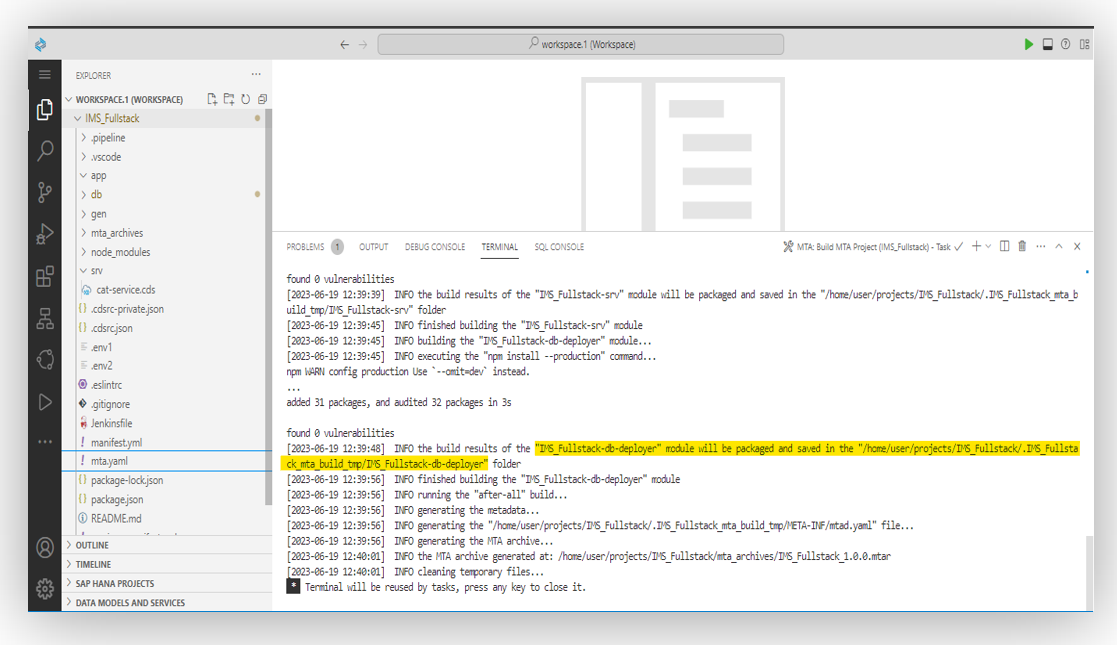 workspace.1 (Workspace)
EXPLORER
WORKSPACE.1 (WORKSPACE)
IMS_Fullstack
.pipeline
.vscode
app
db
gen
mta_archives
node_modules
srv
cat-service.cds
.cdsrc-private.json
.cdsrc.json
.env1
.env2
.eslintrc
.gitignore
Jenkinsfile
manifest.yml
mta.yaml
package-lock.json
package.json
README.md
OUTLINE
TIMELINE
SAP HANA PROJECTS
DATA MODELS AND SERVICES
PROBLEMS 1 OUTPUT DEBUG CONSOLE TERMINAL SQL CONSOLE MTA: Build MTA Project (IMS_Fullstack) - Task
found 0 vulnerabilities
[2023-06-19 12:39:39] INFO the build results of the "IMS_Fullstack-srv" module will be packaged and saved in the "/home/user/projects/IMS_Fullstack/.IMS_Fullstack_mta_b
uild_tmp/IMS_Fullstack-srv" folder
[2023-06-19 12:39:45] INFO finished building the "IMS_Fullstack-srv" module
[2023-06-19 12:39:45] INFO building the "IMS_Fullstack-db-deployer" module...
[2023-06-19 12:39:45] INFO executing the "npm install --production" command...
npm WARN config production Use `--omit=dev` instead.
...
added 31 packages, and audited 32 packages in 3s
found 0 vulnerabilities
[2023-06-19 12:39:48] INFO the build results of the "IMS_Fullstack-db-deployer" module will be packaged and saved in the "/home/user/projects/IMS_Fullstack/.IMS_Fullsta
ck_mta_build_tmp/IMS_Fullstack-db-deployer" folder
[2023-06-19 12:39:56] INFO finished building the "IMS_Fullstack-db-deployer" module
[2023-06-19 12:39:56] INFO running the "after-all" build...
[2023-06-19 12:39:56] INFO generating the metadata...
[2023-06-19 12:39:56] INFO generating the "/home/user/projects/IMS_Fullstack/.IMS_Fullstack_mta_build_tmp/META-INF/mtad.yaml" file...
[2023-06-19 12:39:56] INFO generating the MTA archive...
[2023-06-19 12:40:01] INFO the MTA archive generated at: /home/user/projects/IMS_Fullstack/mta_archives/IMS_Fullstack_1.0.0.mtar
[2023-06-19 12:40:01] INFO cleaning temporary files...
* Terminal will be reused by tasks, press any key to close it.